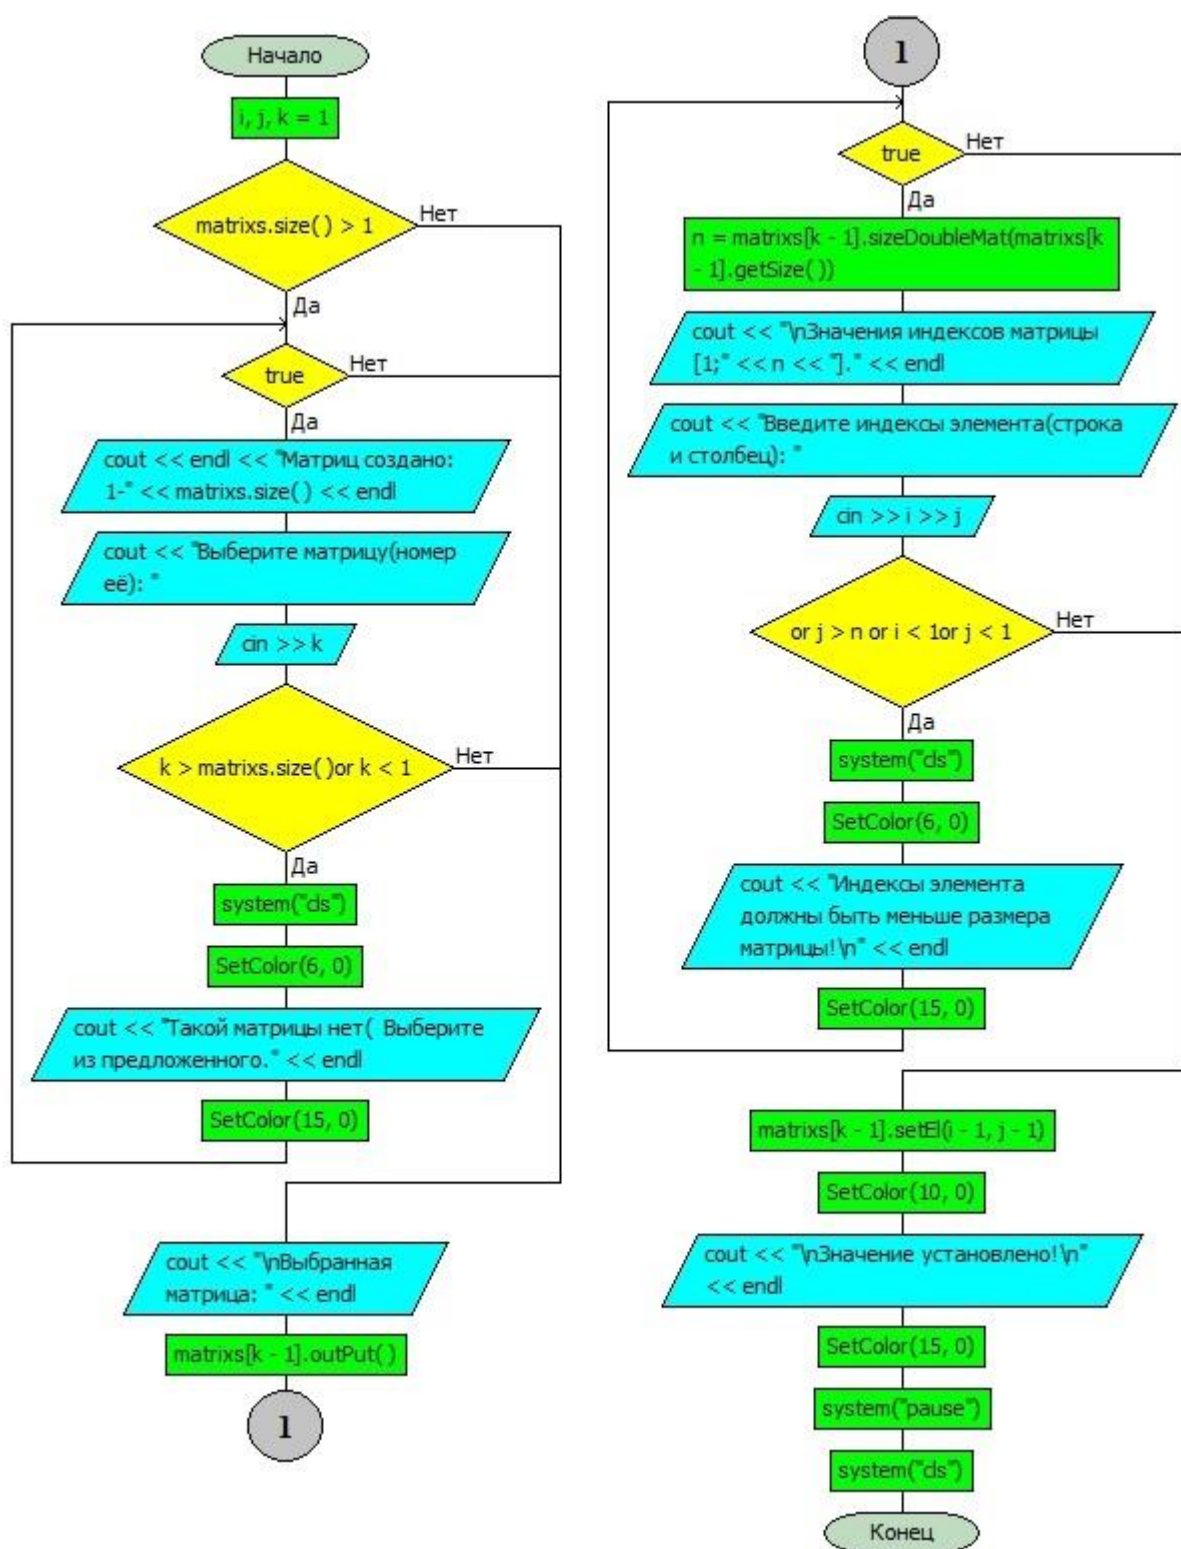 Начало
i, j, k = 1
matrixs.size() > 1
Нет
Да
true
Нет
Да
cout << endl << "Матриц создано:
1-" << matrixs.size() << endl
cout << "Выберите матрицу(номер
её): "
cin >> k
k > matrixs.size()or k < 1
Нет
Да
system("cls")
SetColor(6, 0)
cout << "Такой матрицы нет( Выберите
из предложенного." << endl
SetColor(15, 0)
cout << "\nВыбранная
матрица: " << endl
matrixs[k - 1].outPut()
1
1
true
Нет
Да
n = matrixs[k - 1].sizeDoubleMat(matrixs[k
- 1].getSize())
cout << "\nЗначения индексов матрицы
[1;" << n << "]." << endl
cout << "Введите индексы элемента(строка
и столбец): "
cin >> i >> j
or j > n or i < 1or j < 1
Нет
Да
system("cls")
SetColor(6, 0)
cout << "Индексы элемента
должны быть меньше размера
матрицы!\n" << endl
SetColor(15, 0)
matrixs[k - 1].setEl(i - 1, j - 1)
SetColor(10, 0)
cout << "\nЗначение установлено!\n"
<< endl
SetColor(15, 0)
system("pause")
system("cls")
Конец